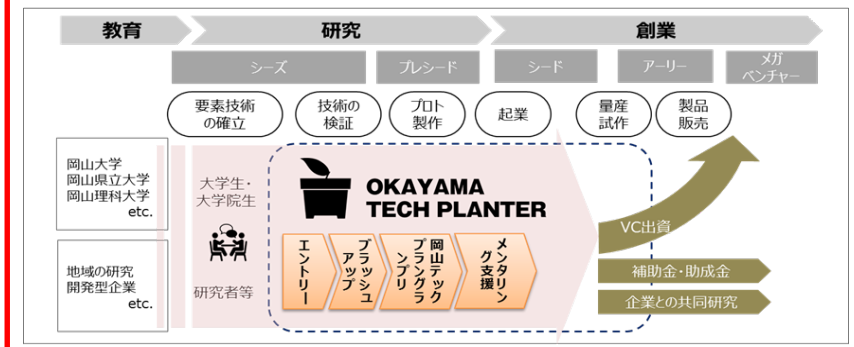 教育
研究
創業
シーズ
プレシード
シード
アーリー
メガ
ベンチャー
要素技術
の確立
技術の
検証
プロト
製作
起業
量産
試作
製品
販売
岡山大学
岡山県立大学
岡山理科大学
etc.
地域の研究
開発型企業
etc.
大学生・
大学院生
研究者等
OKAYAMA
TECH PLANTER
エントリー
ブラッシュ
アップ
岡山テック
プラングラ
ンプリ
メンタリン
グ支援
VC出資
補助金・助成金
企業との共同研究